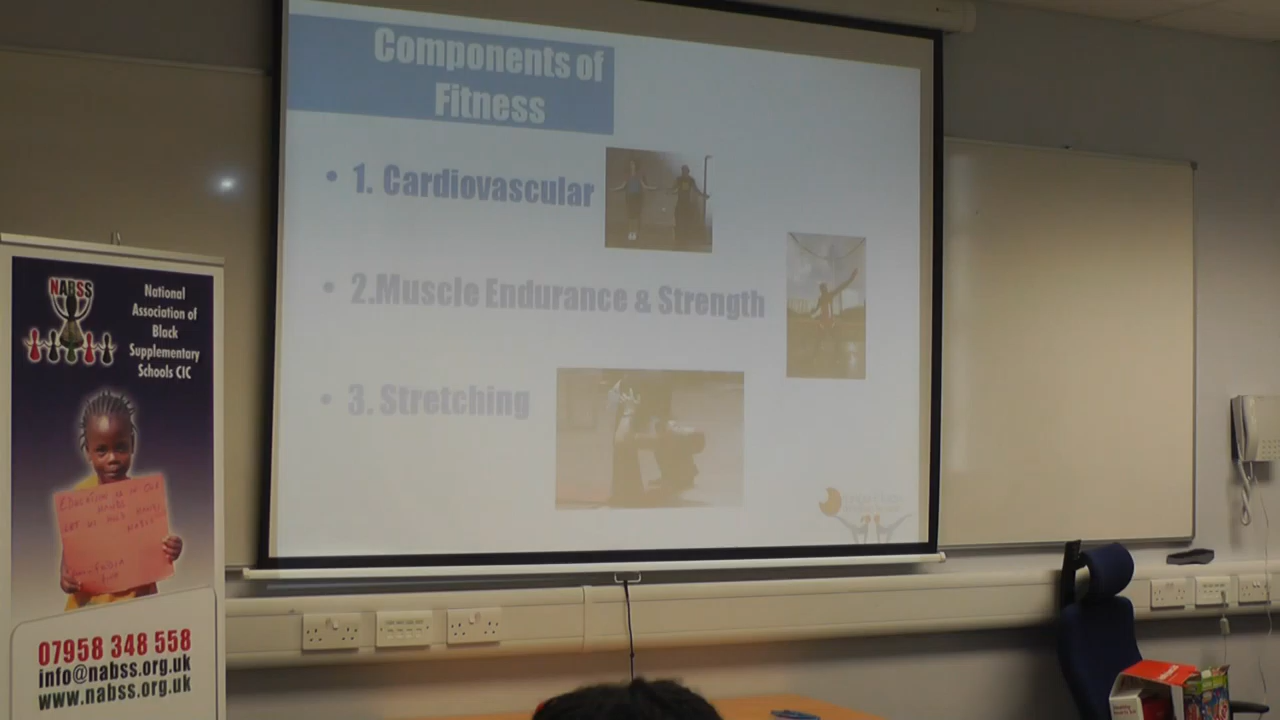 Components of
Fitness
• 1. Cardiovascular
• 2.Muscle Endurance & Strength
• 3. Stretching
NABSS
National
Association of
Black
Supplementary
Schools CIC
07958 348 558
info@nabss.org.uk
www.nabss.org.uk